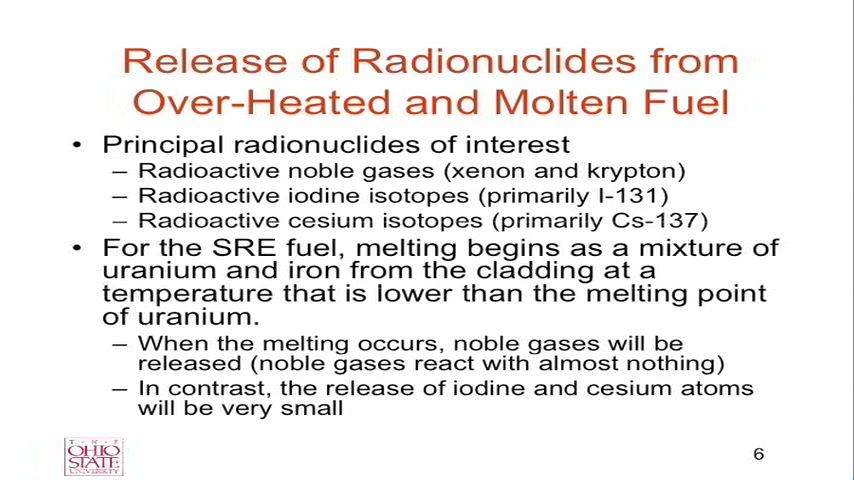 Release of Radionuclides from
Over-Heated and Molten Fuel
• Principal radionuclides of interest
– Radioactive noble gases (xenon and krypton)
– Radioactive iodine isotopes (primarily I-131)
– Radioactive cesium isotopes (primarily Cs-137)
• For the SRE fuel, melting begins as a mixture of
uranium and iron from the cladding at a
temperature that is lower than the melting point
of uranium.
– When the melting occurs, noble gases will be
released (noble gases react with almost nothing)
– In contrast, the release of iodine and cesium atoms
will be very small
T · H · E
OHIO
STATE
UNIVERSITY
6